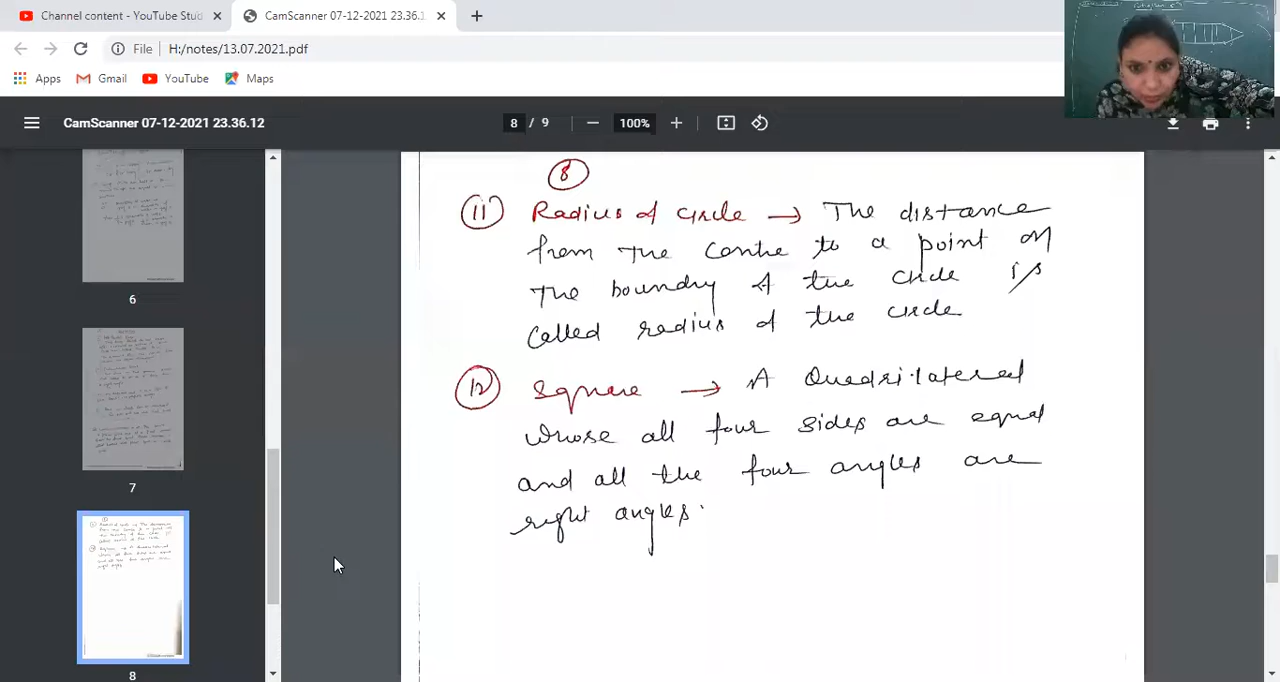 Channel content - YouTube Stud
CamScanner 07-12-2021 23.36.1
File H:/notes/13.07.2021.pdf
Apps Gmail YouTube Maps
CamScanner 07-12-2021 23.36.12
8 / 9 100%
6
7
8
8
11 Radius of circle → The distance
from the centre to a point on
The boundry of the circle is
called radius of the circle
12 Square → A Quadrilateral
whose all four sides are equal
and all the four angles are
right angles.